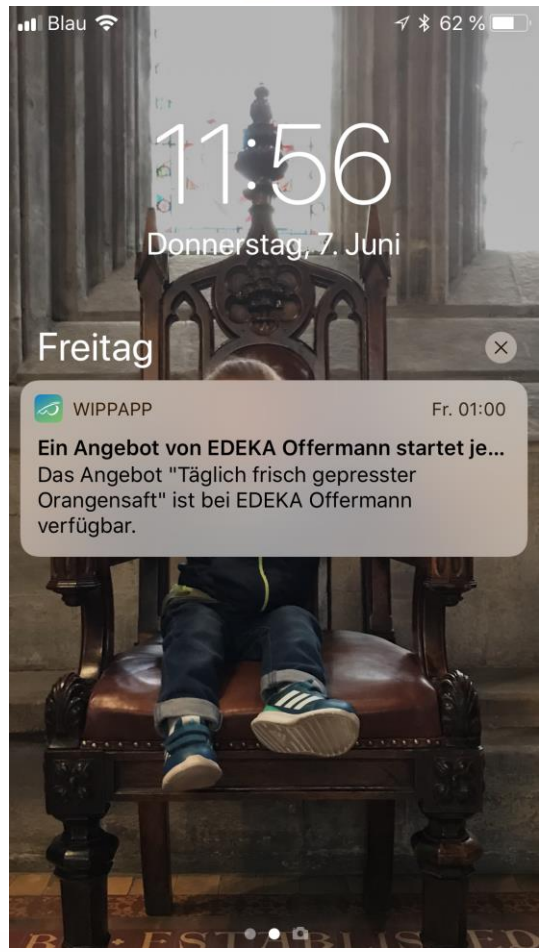 Blau 62 %
11:56
Donnerstag, 7. Juni
Freitag
WIPPAPP Fr. 01:00
Ein Angebot von EDEKA Offermann startet je...
Das Angebot "Täglich frisch gepresster
Orangensaft" ist bei EDEKA Offermann
verfügbar.